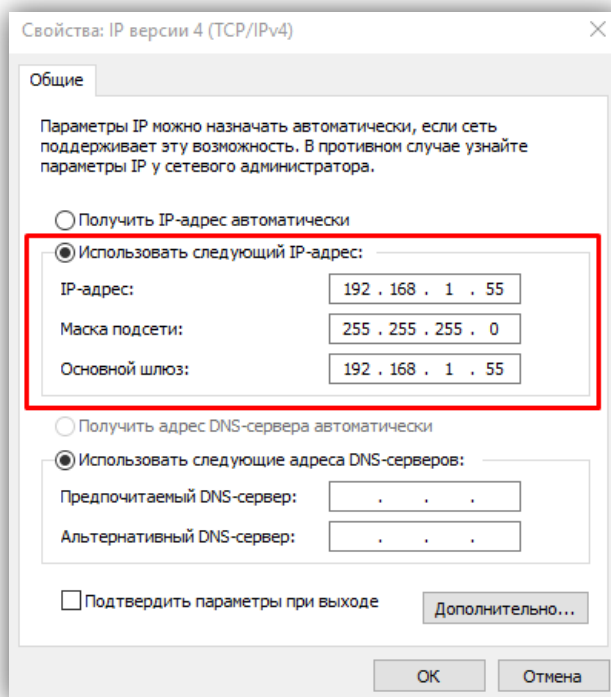 Свойства: IP версии 4 (TCP/IPv4)
Общие
Параметры IP можно назначать автоматически, если сеть
поддерживает эту возможность. В противном случае узнайте
параметры IP у сетевого администратора.
Получить IP-адрес автоматически
Использовать следующий IP-адрес:
IP-адрес: 192 . 168 . 1 . 55
Маска подсети: 255 . 255 . 255 . 0
Основной шлюз: 192 . 168 . 1 . 55
Получить адрес DNS-сервера автоматически
Использовать следующие адреса DNS-серверов:
Предпочитаемый DNS-сервер: . . .
Альтернативный DNS-сервер: . . .
Подтвердить параметры при выходе
Дополнительно...
ОК Отмена